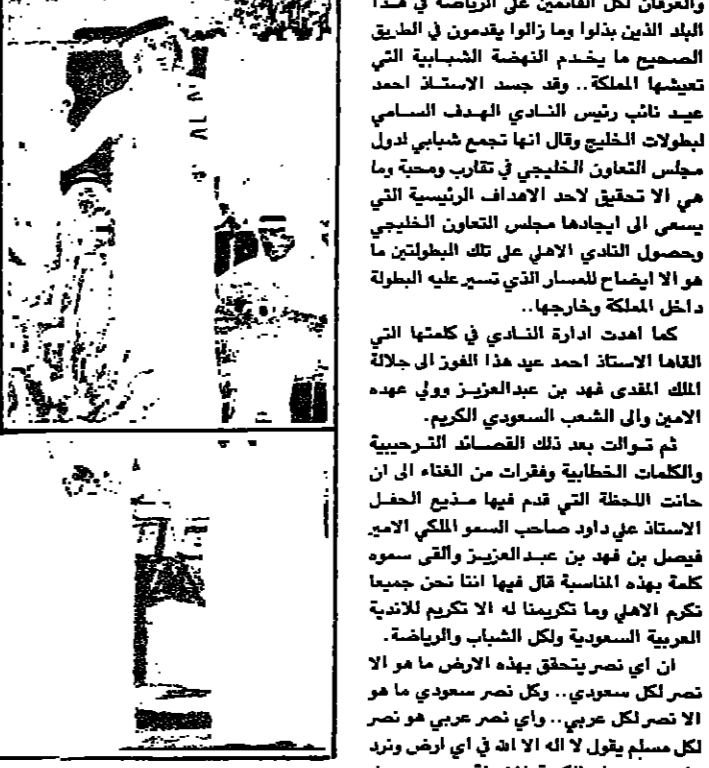 والعرفان لكل القائمين على الرياضة في هذا
البلد الذين بذلوا وما زالوا يقدمون في الطريق
الصحيح ما يخدم النهضة الشبابية التي
تعيشها المملكة.. وقد جسد الاستاذ احمد
عيد نائب رئيس النادي الهدف السامي
لبطولات الخليج وقال انها تجمع شبابي لدول
مجلس التعاون الخليجي في تقارب ومحبة وما
هي الا تحقيق لاحد الاهداف الرئيسية التي
يسعى الى ايجادها مجلس التعاون الخليجي
وحصول النادي الاهلي على تلك البطولتين ما
هو الا ايضاح للمسار الذي تسير عليه البطولة
داخل المملكة وخارجها..
كما اهدت ادارة النادي في كلمتها التي
القاها الاستاذ احمد عيد هذا الفوز الى جلالة
الملك المفدى فهد بن عبدالعزيز وولي عهده
الامين والى الشعب السعودي الكريم.
ثم توالت بعد ذلك القصائد الترحيبية
والكلمات الخطابية وفقرات من الغناء الى ان
حانت اللحظة التي قدم فيها مذيع الحفل
الاستاذ علي داود صاحب السمو الملكي الامير
فيصل بن فهد بن عبدالعزيز والقى سموه
كلمة بهذه المناسبة قال فيها اننا نحن جميعا
نكرم الاهلي وما تكريمنا له الا تكريم للاندية
العربية السعودية ولكل الشباب والرياضة.
ان اي نصر يتحقق بهذه الارض ما هو الا
نصر لكل سعودي.. وكل نصر سعودي ما هو
الا نصر لكل عربي.. واي نصر عربي هو نصر
لكل مسلم يقول لا اله الا الله في اي ارض ونرد